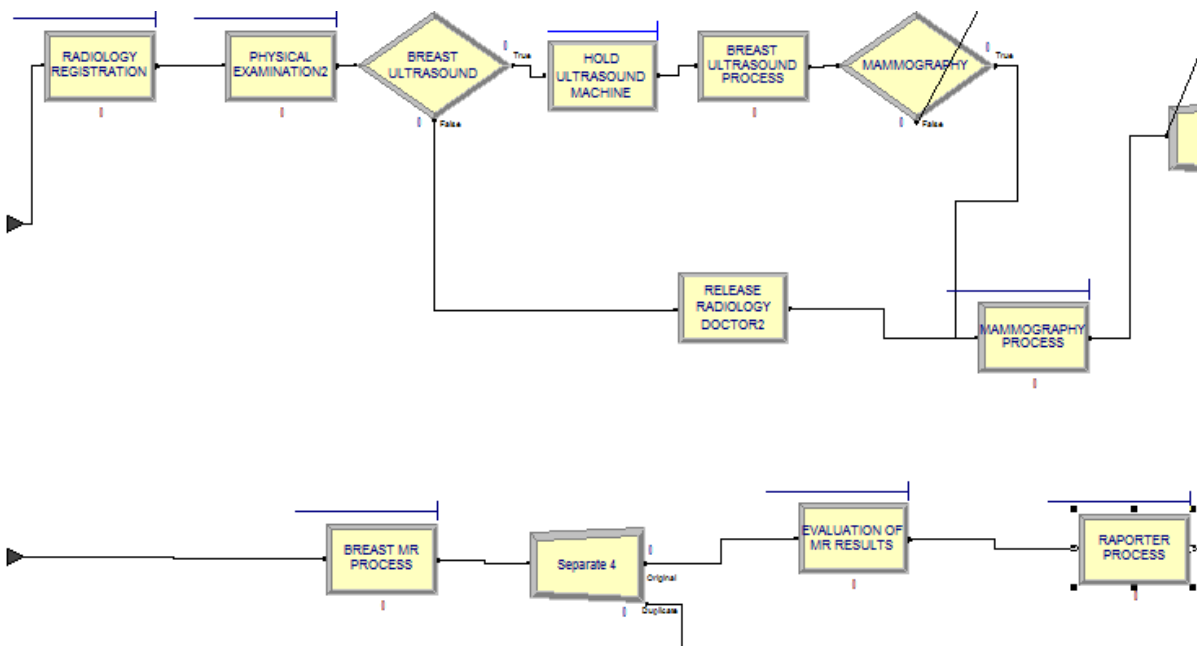 RADIOLOGY
REGISTRATION
PHYSICAL
EXAMINATION2
BREAST
ULTRASOUND
True
False
HOLD
ULTRASOUND
MACHINE
BREAST
ULTRASOUND
PROCESS
MAMMOGRAPHY
True
False
RELEASE
RADIOLOGY
DOCTOR2
MAMMOGRAPHY
PROCESS
BREAST MR
PROCESS
Separate 4
Original
Duplicate
EVALUATION OF
MR RESULTS
RAPORTER
PROCESS